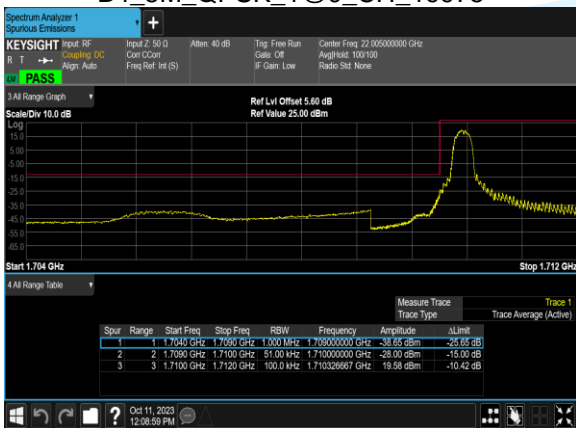 Spectrum Analyzer 1
Spurious Emissions
KEYSIGHT Input: RF Input Z: 50 Ω Atten: 40 dB Trig: Free Run Center Freq: 22.005000000 GHz
R T Coupling: DC Corr CCorr Gate: Off Avg|Hold: 100/100
Align: Auto Freq Ref: Int (S) IF Gain: Low Radio Std: None
PASS
3 All Range Graph
Ref Lvl Offset 5.60 dB
Scale/Div 10.0 dB Ref Value 25.00 dBm
Log
15.0
5.00
-5.00
-15.0
-25.0
-35.0
-45.0
-55.0
-65.0
Start 1.704 GHz Stop 1.712 GHz
4 All Range Table
Measure Trace Trace 1
Trace Type Trace Average (Active)
Spur Range Start Freq Stop Freq RBW Frequency Amplitude ΔLimit
1 1 1.7040 GHz 1.7090 GHz 1.000 MHz 1.709000000 GHz -38.65 dBm -25.65 dB
2 2 1.7090 GHz 1.7100 GHz 51.00 kHz 1.710000000 GHz -28.00 dBm -15.00 dB
3 3 1.7100 GHz 1.7120 GHz 100.0 kHz 1.710326667 GHz 19.58 dBm -10.42 dB
? Oct 11, 2023
12:08:59 PM